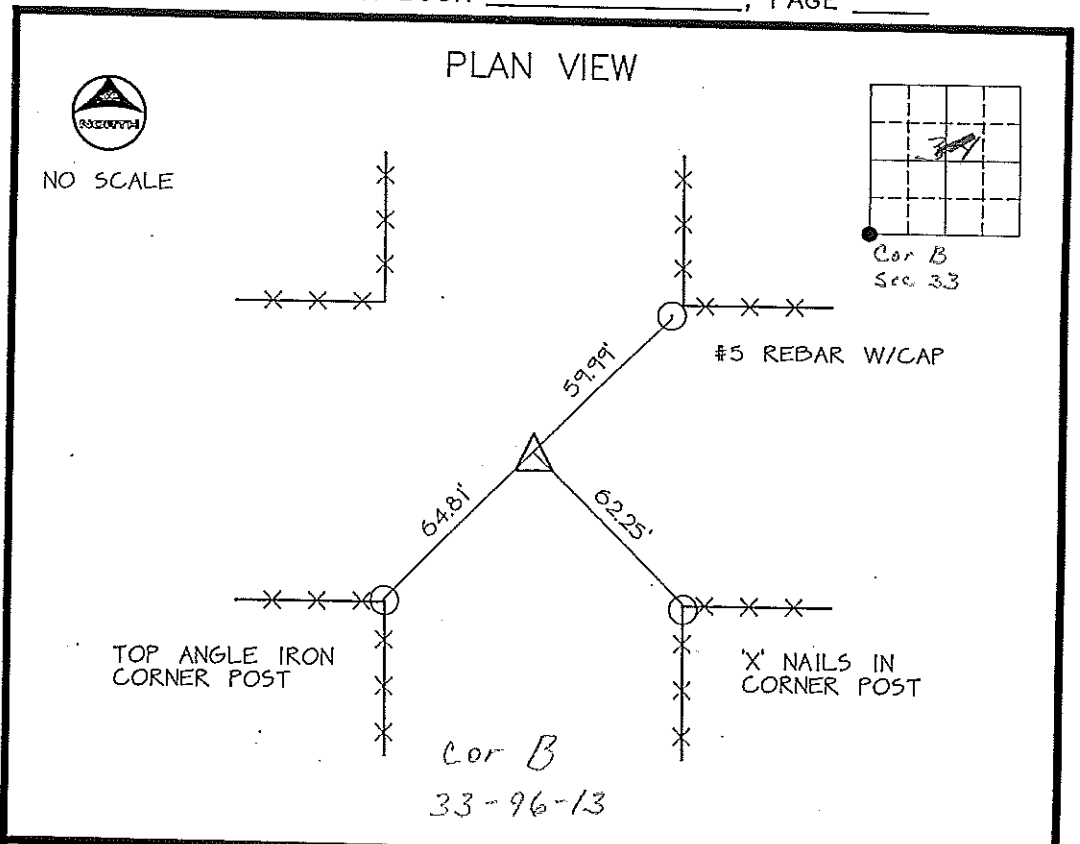 , PAGE
PLAN VIEW
NORTH
NO SCALE
Cor B
Sec 33
#5 REBAR W/CAP
59.99'
64.81'
62.25'
TOP ANGLE IRON
CORNER POST
'X' NAILS IN
CORNER POST
Cor B
33-96-13